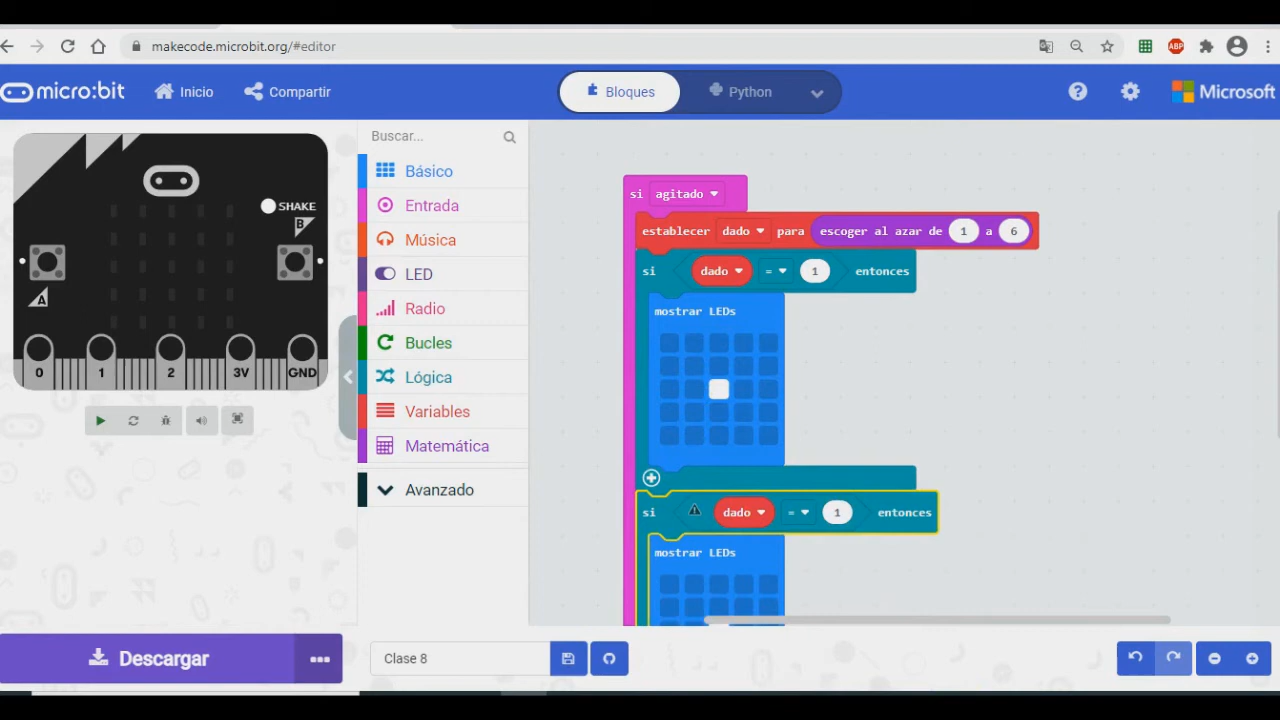 makecode.microbit.org/#editor
ABP
micro:bit
Inicio
Compartir
Bloques
Python
Microsoft
SHAKE
B
A
0 1 2 3V GND
Buscar...
Básico
Entrada
Música
LED
Radio
Bucles
Lógica
Variables
Matemática
Avanzado
si agitado
establecer dado para escoger al azar de 1 a 6
si dado = 1 entonces
mostrar LEDs
si dado = 1 entonces
mostrar LEDs
Descargar
Clase 8